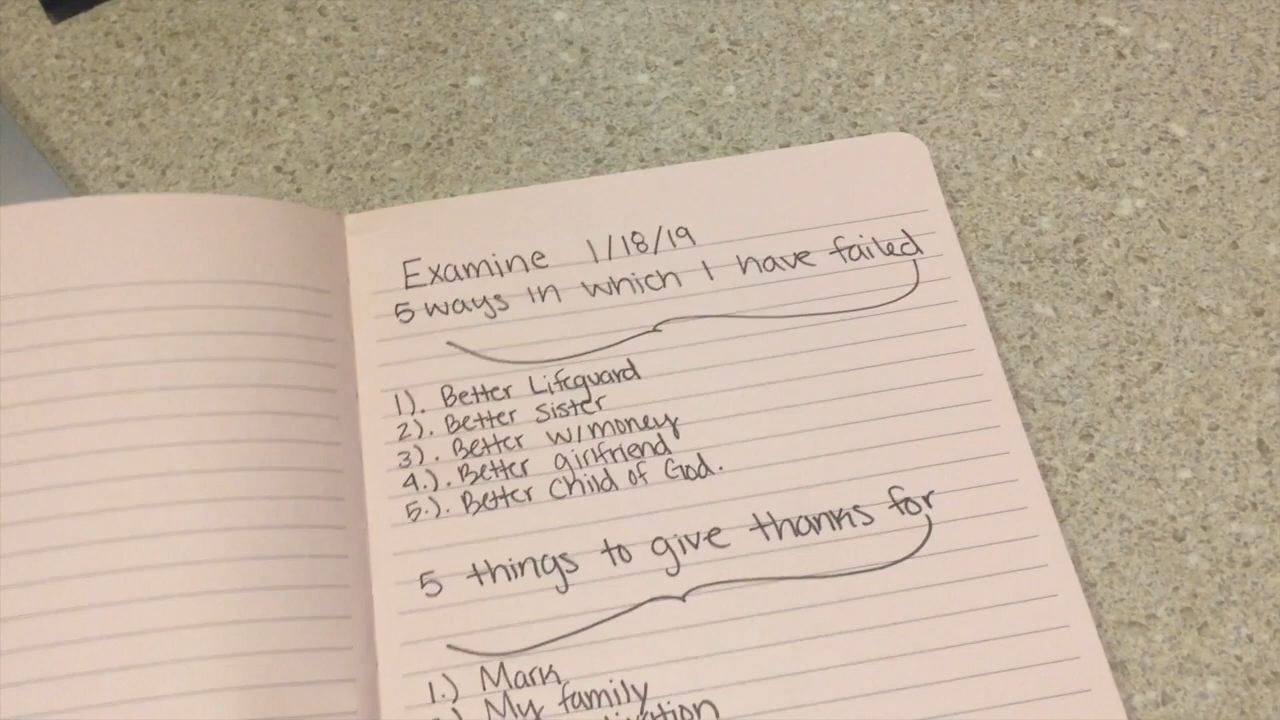 Examine 1/18/19
5 ways in which I have failed
1). Better Lifeguard
2). Better Sister
3). Better w/money
4.). Better girlfriend
5.). Better Child of God.
5 things to give thanks for
1.) Mark
My family